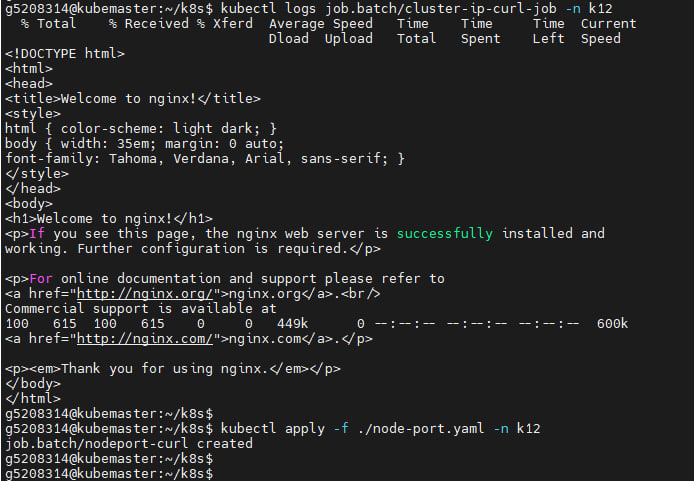 g5208314@kubemaster:~/k8s$ kubectl logs job.batch/cluster-ip-curl-job -n k12
  % Total    % Received % Xferd  Average Speed   Time    Time     Time  Current
                                 Dload  Upload   Total   Spent    Left  Speed
<!DOCTYPE html>
<html>
<head>
<title>Welcome to nginx!</title>
<style>
html { color-scheme: light dark; }
body { width: 35em; margin: 0 auto;
font-family: Tahoma, Verdana, Arial, sans-serif; }
</style>
</head>
<body>
<h1>Welcome to nginx!</h1>
<p>If you see this page, the nginx web server is successfully installed and
working. Further configuration is required.</p>

<p>For online documentation and support please refer to
<a href="http://nginx.org/">nginx.org</a>.<br/>
Commercial support is available at
100   615  100   615    0     0   449k      0 --:--:-- --:--:-- --:--:--  600k
<a href="http://nginx.com/">nginx.com</a>.</p>

<p><em>Thank you for using nginx.</em></p>
</body>
</html>
g5208314@kubemaster:~/k8s$
g5208314@kubemaster:~/k8s$ kubectl apply -f ./node-port.yaml -n k12
job.batch/nodeport-curl created
g5208314@kubemaster:~/k8s$
g5208314@kubemaster:~/k8s$